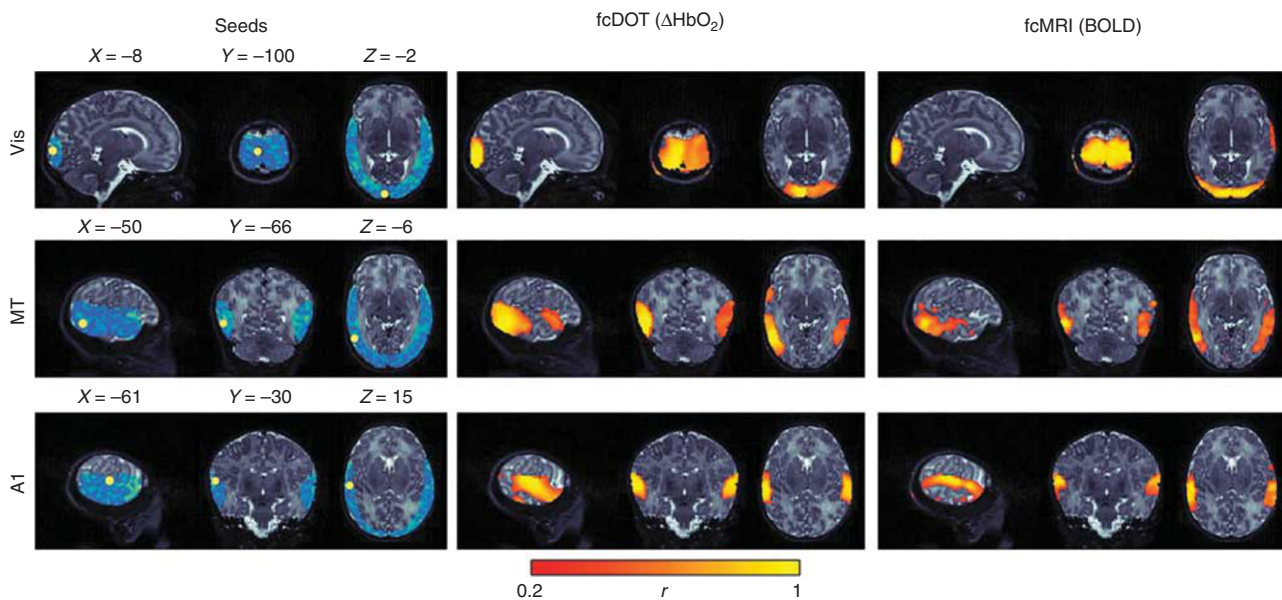 Seeds
fcDOT (ΔHbO₂)
fcMRI (BOLD)
X = –8
Y = –100
Z = –2
Vis
X = –50
Y = –66
Z = –6
MT
X = –61
Y = –30
Z = 15
A1
0.2
r
1